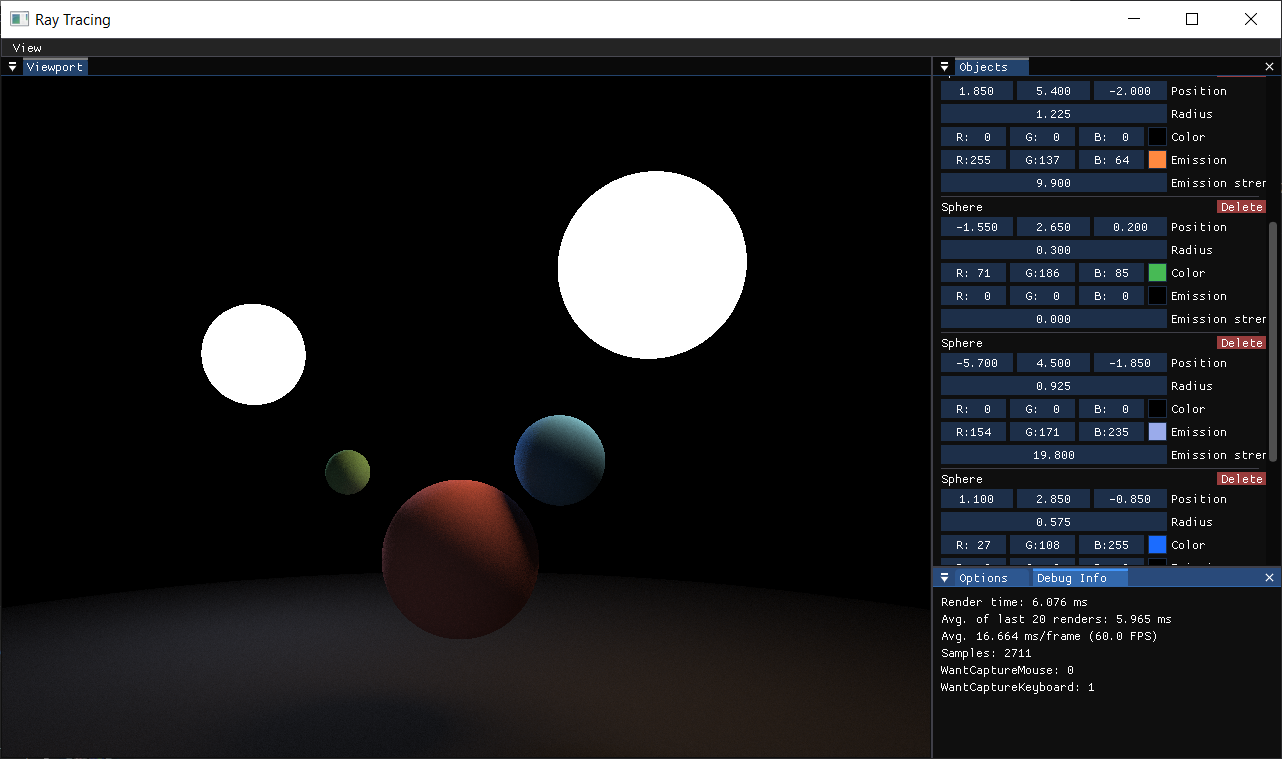 Ray Tracing
View
Viewport
Objects
1.850 5.400 -2.000 Position
1.225 Radius
R: 0 G: 0 B: 0 Color
R:255 G:137 B: 64 Emission
9.900 Emission stren
Sphere Delete
-1.550 2.650 0.200 Position
0.300 Radius
R: 71 G:186 B: 85 Color
R: 0 G: 0 B: 0 Emission
0.000 Emission stren
Sphere Delete
-5.700 4.500 -1.850 Position
0.925 Radius
R: 0 G: 0 B: 0 Color
R:154 G:171 B:235 Emission
19.800 Emission stren
Sphere Delete
1.100 2.850 -0.850 Position
0.575 Radius
R: 27 G:108 B:255 Color
Options Debug Info
Render time: 6.076 ms
Avg. of last 20 renders: 5.965 ms
Avg. 16.664 ms/frame (60.0 FPS)
Samples: 2711
WantCaptureMouse: 0
WantCaptureKeyboard: 1